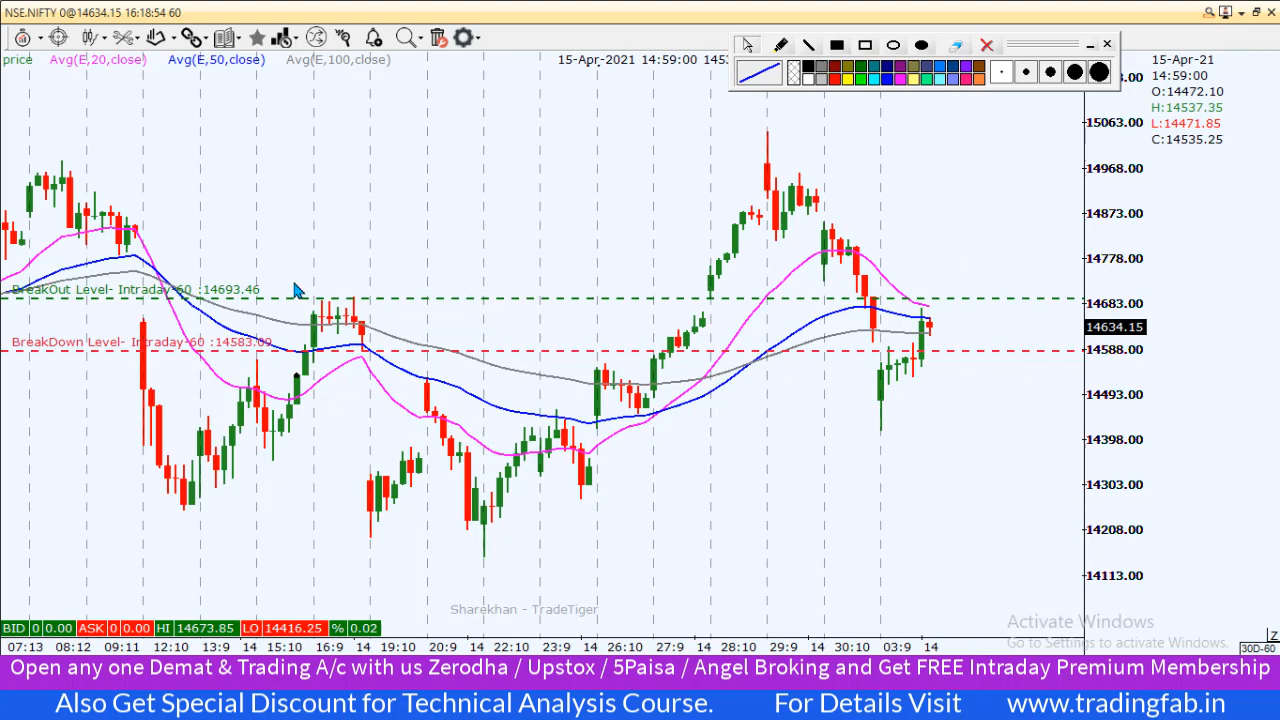 NSE.NIFTY 0@14634.15 16:18:54 60
price Avg(E,20,close) Avg(E,50,close) Avg(E,100,close)
15-Apr-2021 14:59:00
15-Apr-21
14:59:00
O:14472.10
H:14537.35
L:14471.85
C:14535.25
15063.00
14968.00
14873.00
14778.00
14683.00
14634.15
14588.00
14493.00
14398.00
14303.00
14208.00
14113.00
BreakOut Level- Intraday-60 :14693.46
BreakDown Level- Intraday-60 :14583.09
Sharekhan - TradeTiger
Activate Windows
Go to Settings to activate Windows.
BID 0 0.00 ASK 0 0.00 HI 14673.85 LO 14416.25 % 0.02
Z
07:13 08:12 10:13 12:10 13:9 14 15:10 16:9 17:14 19:10 20:9 14 22:10 23:9 14 26:10 27:9 14 28:10 29:9 14 30:10 03:9 14
30D-60
Open any one Demat & Trading A/c with us Zerodha / Upstox / 5Paisa / Angel Broking and Get FREE Intraday Premium Membership
Also Get Special Discount for Technical Analysis Course. For Details Visit www.tradingfab.in